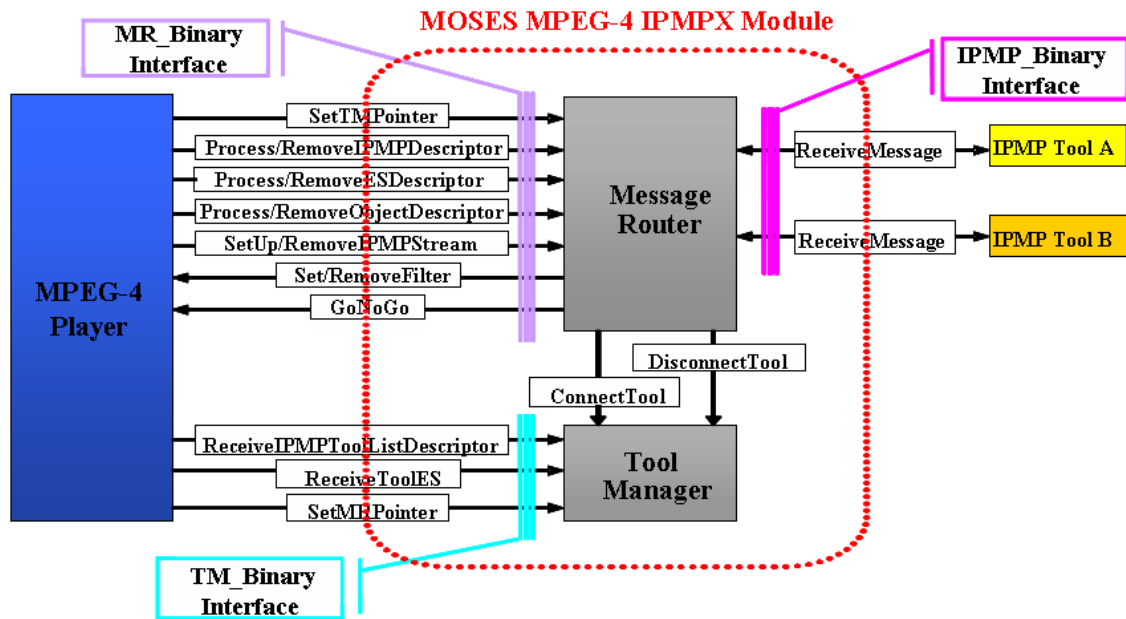 MOSES MPEG-4 IPMPX Module
MR_Binary
Interface
IPMP_Binary
Interface
SetTMPointer
Process/RemoveIPMPDescriptor
Process/RemoveESDescriptor
Process/RemoveObjectDescriptor
SetUp/RemoveIPMPStream
Set/RemoveFilter
GoNoGo
MPEG-4
Player
Message
Router
ReceiveMessage
IPMP Tool A
ReceiveMessage
IPMP Tool B
DisconnectTool
ConnectTool
ReceiveIPMPToolListDescriptor
ReceiveToolES
SetMRPointer
Tool
Manager
TM_Binary
Interface